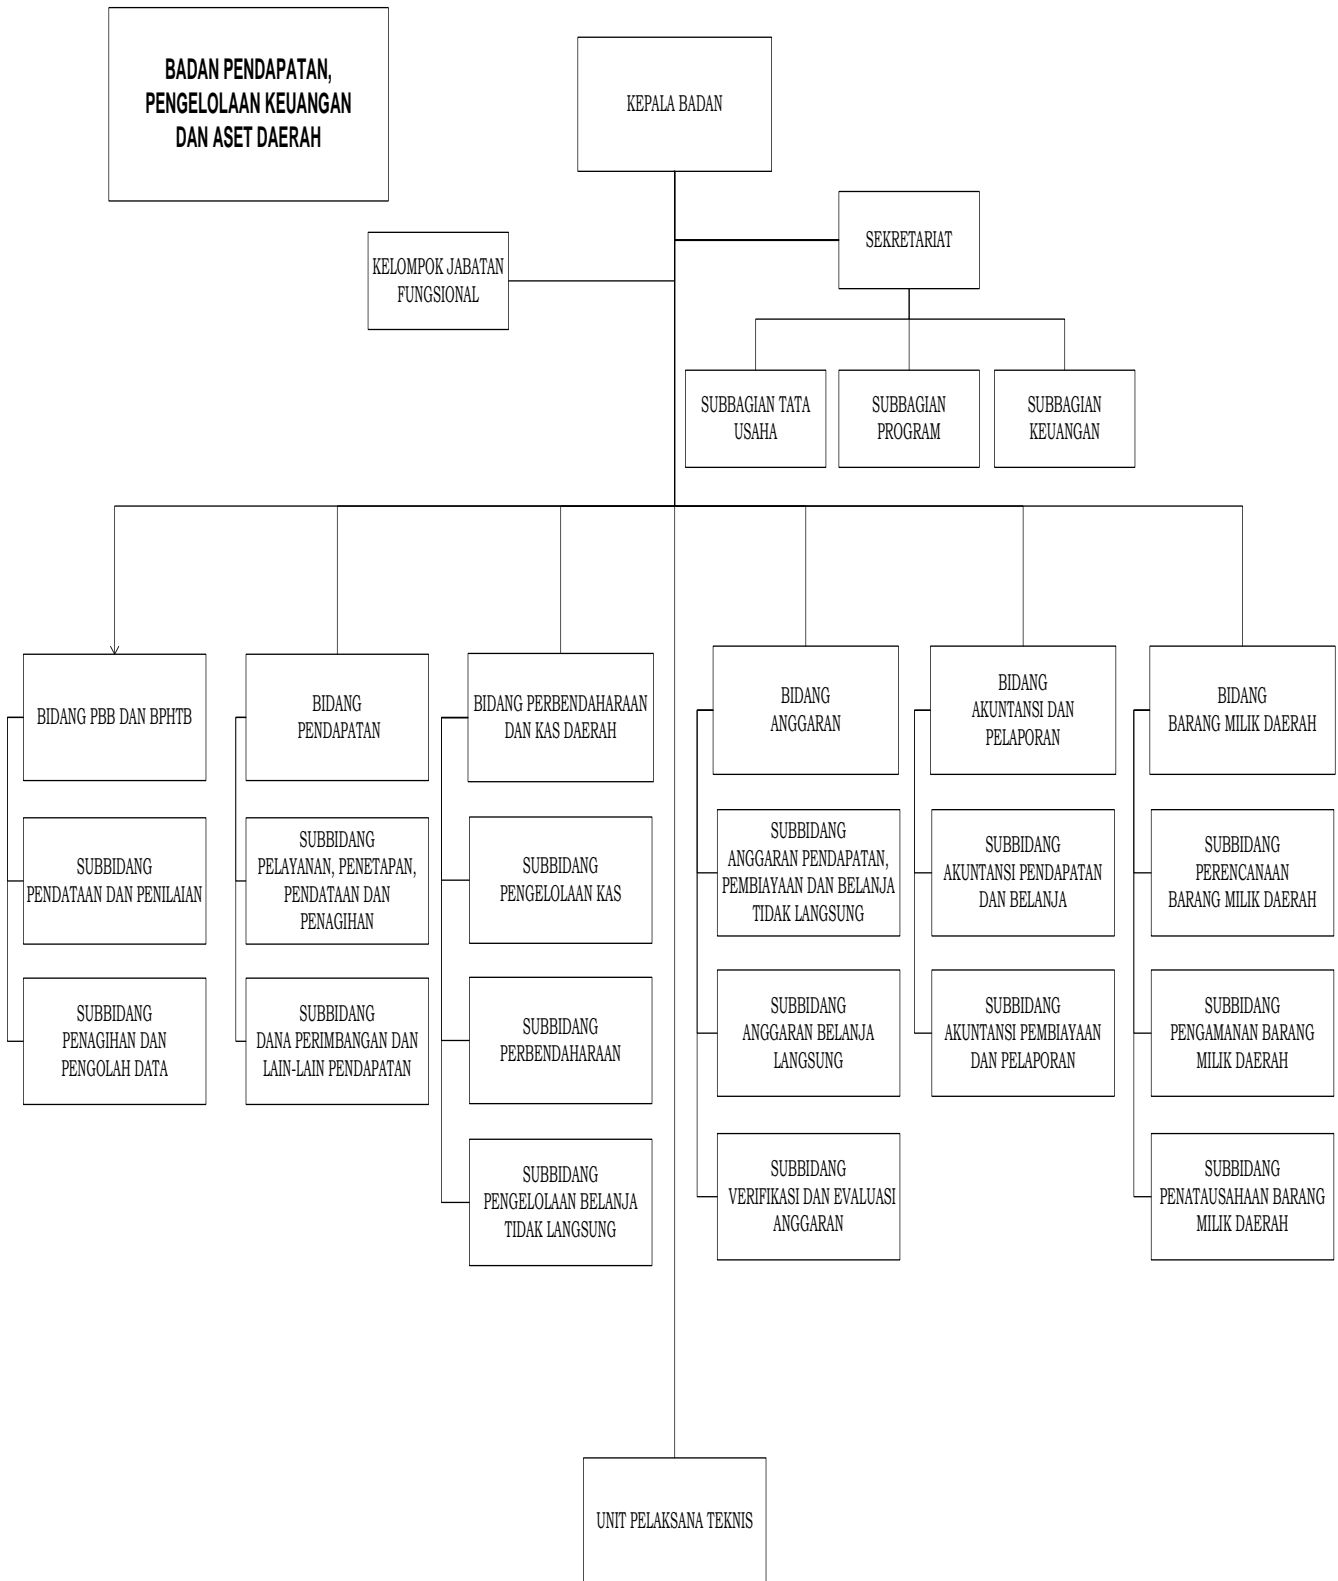 BADAN PENDAPATAN,
PENGELOLAAN KEUANGAN
DAN ASET DAERAH
KEPALA BADAN
SEKRETARIAT
KELOMPOK JABATAN
FUNGSIONAL
SUBBAGIAN TATA
USAHA
SUBBAGIAN
PROGRAM
SUBBAGIAN
KEUANGAN
BIDANG PBB DAN BPHTB
BIDANG
PENDAPATAN
BIDANG PERBENDAHARAAN
DAN KAS DAERAH
BIDANG
ANGGARAN
BIDANG
AKUNTANSI DAN
PELAPORAN
BIDANG
BARANG MILIK DAERAH
SUBBIDANG
PENDATAAN DAN PENILAIAN
SUBBIDANG
PELAYANAN, PENETAPAN,
PENDATAAN DAN
PENAGIHAN
SUBBIDANG
PENGELOLAAN KAS
SUBBIDANG
ANGGARAN PENDAPATAN,
PEMBIAYAAN DAN BELANJA
TIDAK LANGSUNG
SUBBIDANG
AKUNTANSI PENDAPATAN
DAN BELANJA
SUBBIDANG
PERENCANAAN
BARANG MILIK DAERAH
SUBBIDANG
PENAGIHAN DAN
PENGOLAH DATA
SUBBIDANG
DANA PERIMBANGAN DAN
LAIN-LAIN PENDAPATAN
SUBBIDANG
PERBENDAHARAAN
SUBBIDANG
ANGGARAN BELANJA
LANGSUNG
SUBBIDANG
AKUNTANSI PEMBIAYAAN
DAN PELAPORAN
SUBBIDANG
PENGAMANAN BARANG
MILIK DAERAH
SUBBIDANG
PENGELOLAAN BELANJA
TIDAK LANGSUNG
SUBBIDANG
VERIFIKASI DAN EVALUASI
ANGGARAN
SUBBIDANG
PENATAUSAHAAN BARANG
MILIK DAERAH
UNIT PELAKSANA TEKNIS